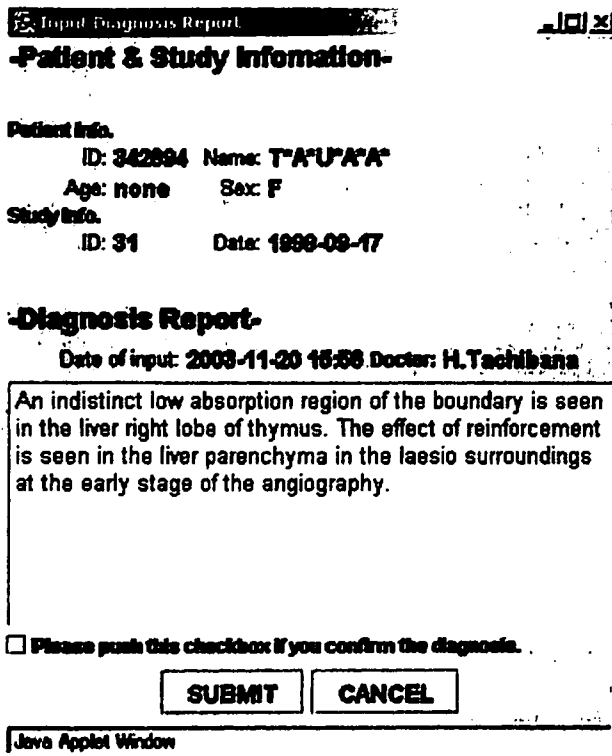 Input Diagnosis Report
-Patient & Study Infomation-
Patient Info.
ID: 342894 Name: T*A*U*A*A*
Age: none Sex: F
Study Info.
ID: 31 Date: 1999-09-17
-Diagnosis Report-
Date of input: 2003-11-20 15:56 Doctor: H.Tachibana
An indistinct low absorption region of the boundary is seen
in the liver right lobe of thymus. The effect of reinforcement
is seen in the liver parenchyma in the laesio surroundings
at the early stage of the angiography.
Please push this checkbox if you confirm the diagnosis.
SUBMIT CANCEL
Java Applet Window